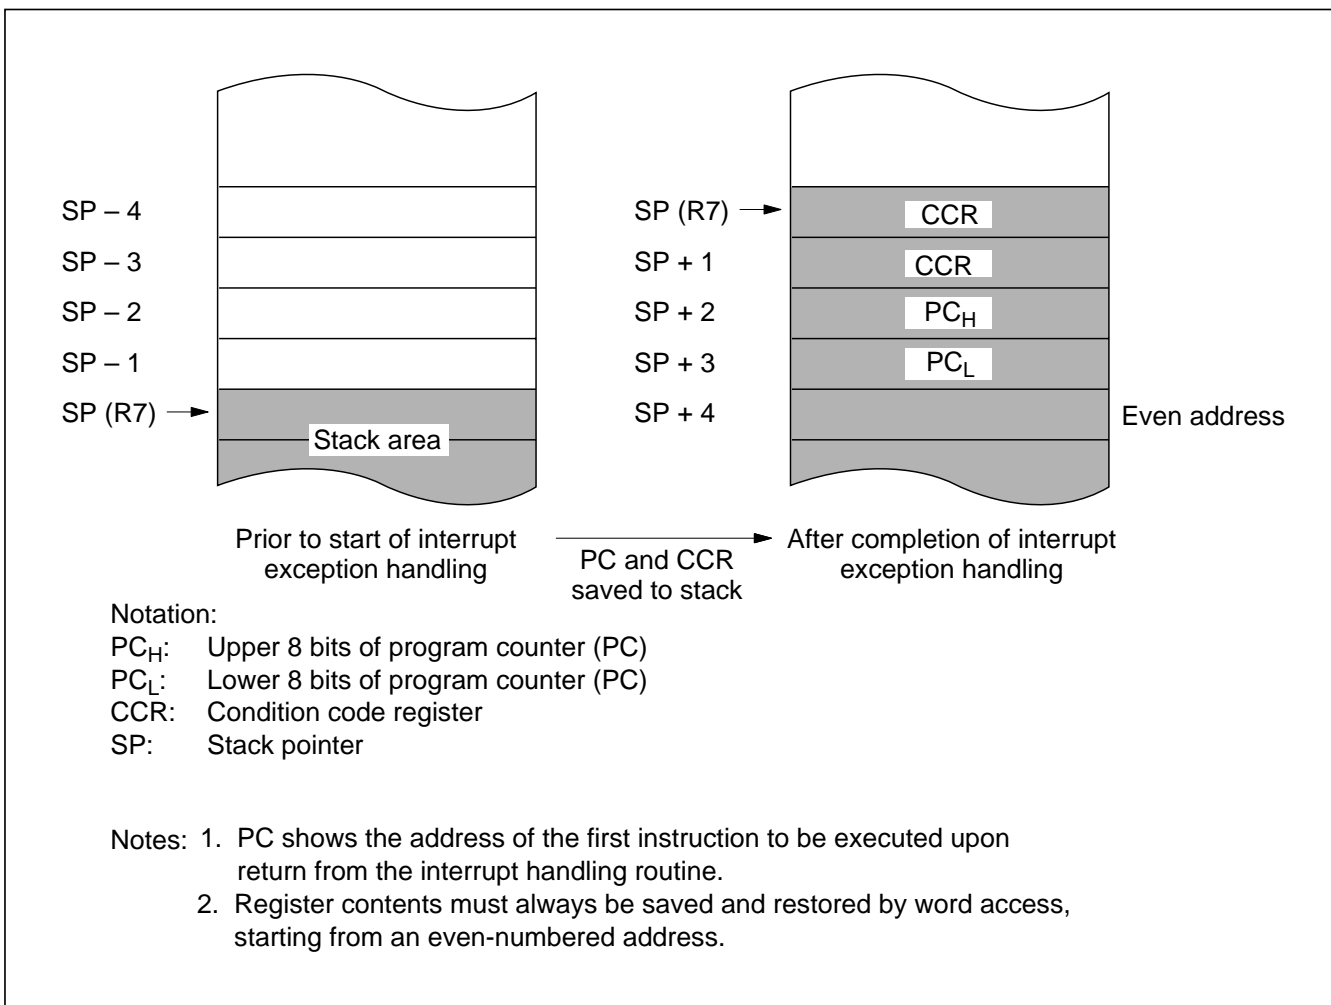 SP – 4
SP – 3
SP – 2
SP – 1
SP (R7)
Stack area
SP (R7)
SP + 1
SP + 2
SP + 3
SP + 4
CCR
CCR
PCH
PCL
Even address
Prior to start of interrupt
exception handling
PC and CCR
saved to stack
After completion of interrupt
exception handling
Notation:
PCH: Upper 8 bits of program counter (PC)
PCL: Lower 8 bits of program counter (PC)
CCR: Condition code register
SP: Stack pointer
Notes: 1. PC shows the address of the first instruction to be executed upon
return from the interrupt handling routine.
2. Register contents must always be saved and restored by word access,
starting from an even-numbered address.